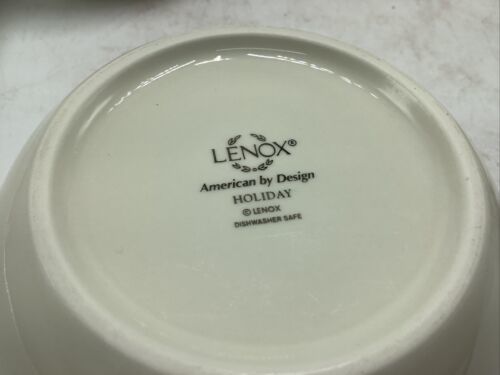 LENOX®
American by Design
HOLIDAY
© LENOX
DISHWASHER SAFE